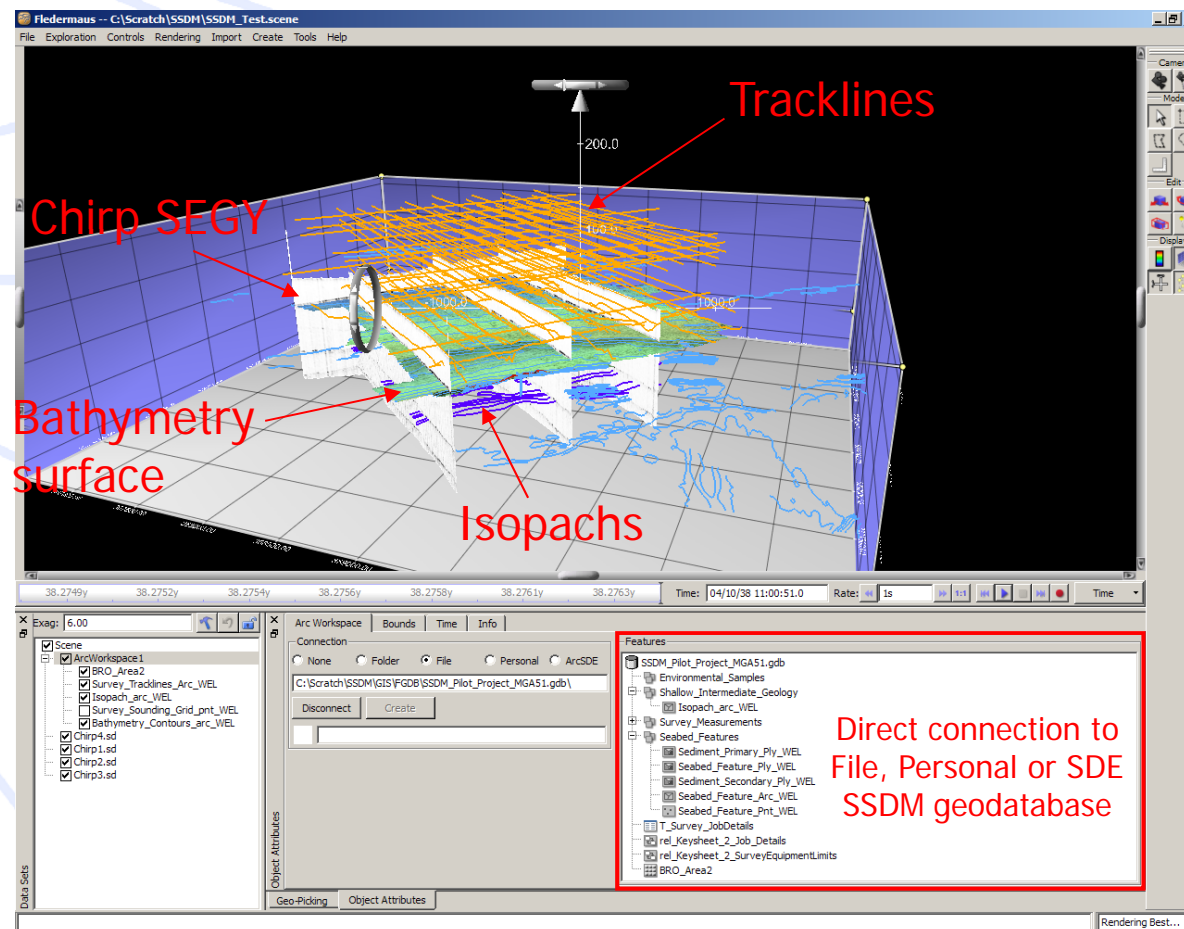 Fledermaus -- C:\Scratch\SSDM\SSDM_Test.scene
File Exploration Controls Rendering Import Create Tools Help
Camer
Mode
Edit
Display
Tracklines
200.0
100.0
Chirp SEGY
-1000.0
1000.0
Bathymetry
surface
Isopachs
38.2749y 38.2752y 38.2754y 38.2756y 38.2758y 38.2761y 38.2763y Time: 04/10/38 11:00:51.0 Rate: 1s 1:1 Time
Exag: 6.00
Scene
ArcWorkspace1
BRO_Area2
Survey_Tracklines_Arc_WEL
Isopach_arc_WEL
Survey_Sounding_Grid_pnt_WEL
Bathymetry_Contours_arc_WEL
Chirp4.sd
Chirp1.sd
Chirp2.sd
Chirp3.sd
Data Sets
Arc Workspace Bounds Time Info
Connection
None Folder File Personal ArcSDE
C:\Scratch\SSDM\GIS\FGDB\SSDM_Pilot_Project_MGA51.gdb\
Disconnect Create
Object Attributes
Geo-Picking Object Attributes
Features
SSDM_Pilot_Project_MGA51.gdb
Environmental_Samples
Shallow_Intermediate_Geology
Isopach_arc_WEL
Survey_Measurements
Seabed_Features
Sediment_Primary_Ply_WEL
Seabed_Feature_Ply_WEL
Sediment_Secondary_Ply_WEL
Seabed_Feature_Arc_WEL
Seabed_Feature_Pnt_WEL
T_Survey_JobDetails
rel_Keysheet_2_Job_Details
rel_Keysheet_2_SurveyEquipmentLimits
BRO_Area2
Direct connection to
File, Personal or SDE
SSDM geodatabase
Rendering Best...